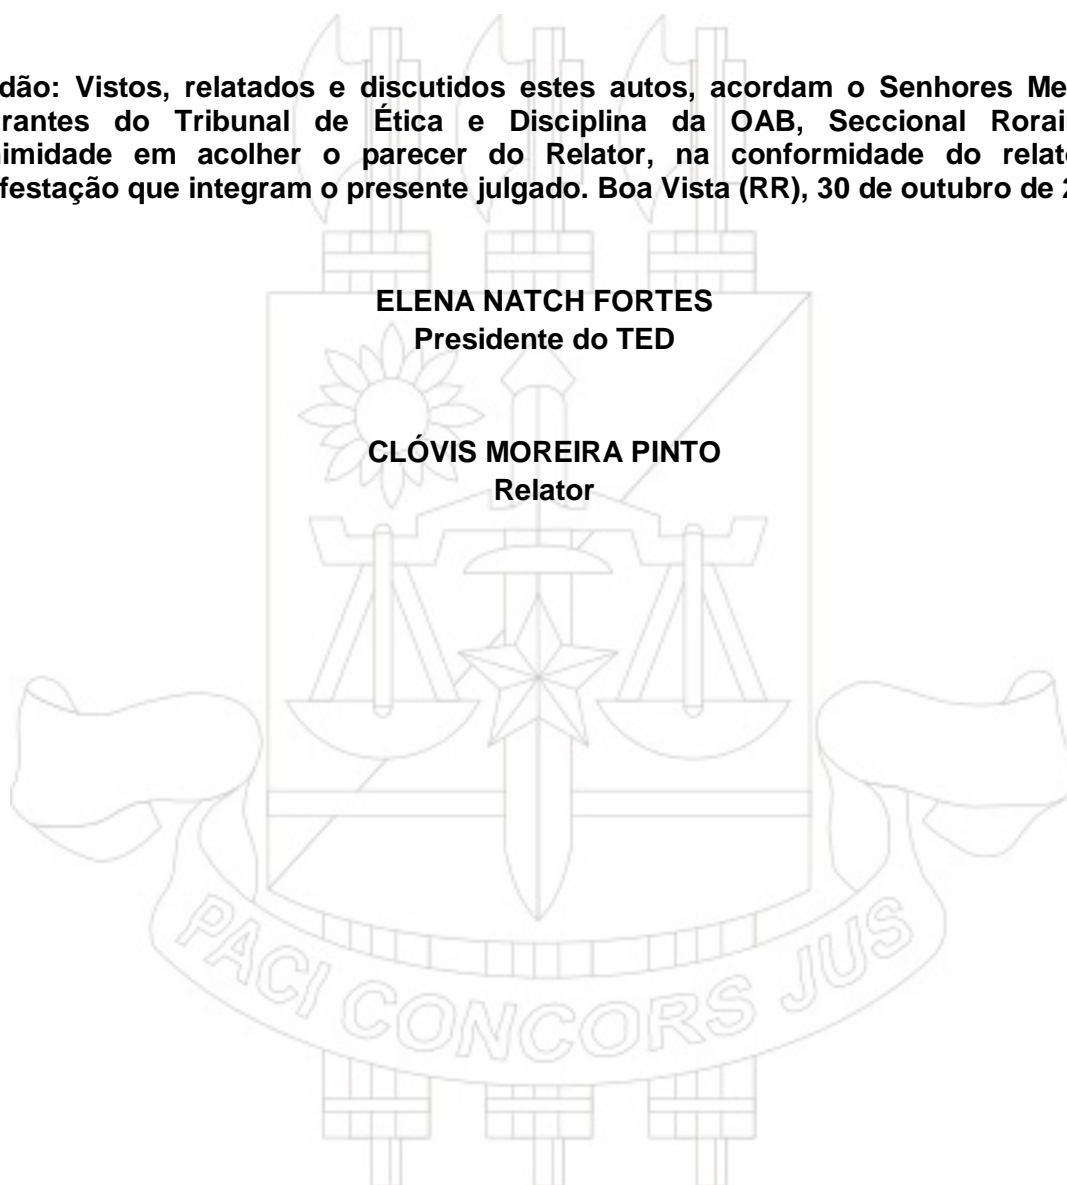 dão: Vistos, relatados e discutidos estes autos, acordam o Senhores Me
rantes do Tribunal de Ética e Disciplina da OAB, Seccional Rorai
nimidade em acolher o parecer do Relator, na conformidade do relat
festação que integram o presente julgado. Boa Vista (RR), 30 de outubro de 2
ELENA NATCH FORTES
Presidente do TED
CLÓVIS MOREIRA PINTO
Relator
PACI CONCORS JUS